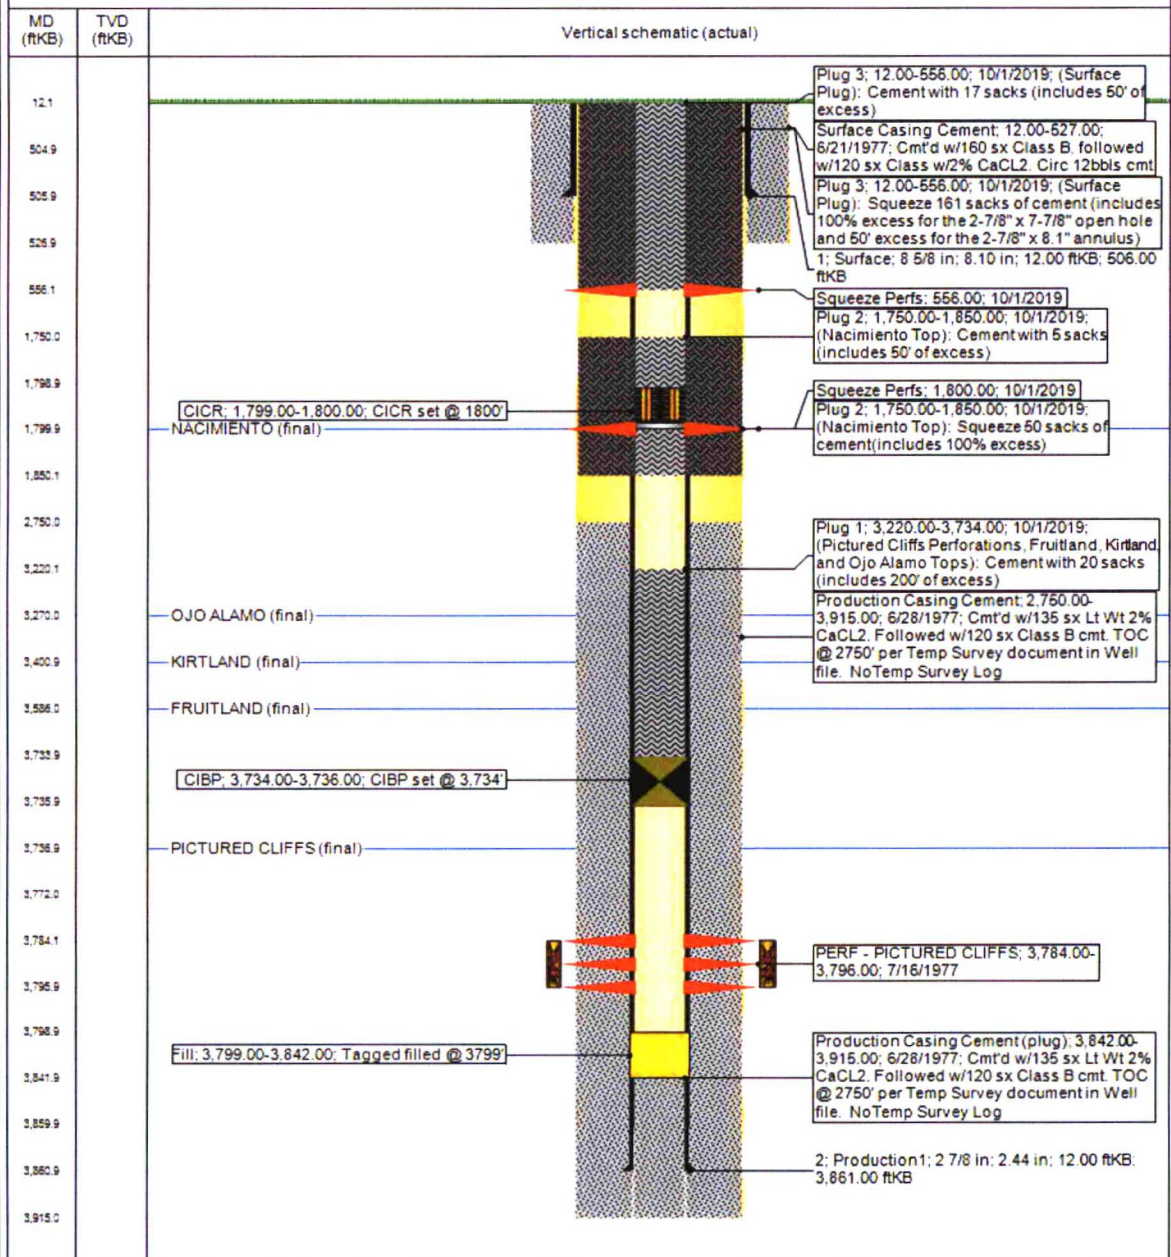 MD
(ftKB)
TVD
(ftKB)
Vertical schematic (actual)
12.1
504.9
505.9
526.9
556.1
1,750.0
1,798.9
1,799.9
1,850.1
2,750.0
3,220.1
3,270.0
3,400.9
3,586.0
3,733.9
3,735.9
3,736.9
3,772.0
3,784.1
3,795.9
3,798.9
3,841.9
3,859.9
3,860.9
3,915.0
CICR; 1,799.00-1,800.00; CICR set @ 1800'
NACIMIENTO (final)
OJO ALAMO (final)
KIRTLAND (final)
FRUITLAND (final)
CIBP; 3,734.00-3,736.00; CIBP set @ 3,734'
PICTURED CLIFFS (final)
Fill; 3,799.00-3,842.00; Tagged filled @ 3799'
Plug 3; 12.00-556.00; 10/1/2019; (Surface
Plug): Cement with 17 sacks (includes 50' of
excess)
Surface Casing Cement; 12.00-527.00;
6/21/1977; Cmt'd w/160 sx Class B, followed
w/120 sx Class w/2% CaCL2. Circ 12bbls cmt
Plug 3; 12.00-556.00; 10/1/2019; (Surface
Plug): Squeeze 161 sacks of cement (includes
100% excess for the 2-7/8" x 7-7/8" open hole
and 50' excess for the 2-7/8" x 8.1" annulus)
1; Surface; 8 5/8 in; 8.10 in; 12.00 ftKB; 506.00
ftKB
Squeeze Perfs; 556.00; 10/1/2019
Plug 2; 1,750.00-1,850.00; 10/1/2019;
(Nacimiento Top): Cement with 5 sacks
(includes 50' of excess)
Squeeze Perfs; 1,800.00; 10/1/2019
Plug 2; 1,750.00-1,850.00; 10/1/2019;
(Nacimiento Top): Squeeze 50 sacks of
cement(includes 100% excess)
Plug 1; 3,220.00-3,734.00; 10/1/2019;
(Pictured Cliffs Perforations, Fruitland, Kirtland,
and Ojo Alamo Tops): Cement with 20 sacks
(includes 200' of excess)
Production Casing Cement; 2,750.00-
3,915.00; 6/28/1977; Cmt'd w/135 sx Lt Wt 2%
CaCL2. Followed w/120 sx Class B cmt. TOC
@ 2750' per Temp Survey document in Well
file. NoTemp Survey Log
PERF - PICTURED CLIFFS; 3,784.00-
3,796.00; 7/16/1977
Production Casing Cement (plug); 3,842.00-
3,915.00; 6/28/1977; Cmt'd w/135 sx Lt Wt 2%
CaCL2. Followed w/120 sx Class B cmt. TOC
@ 2750' per Temp Survey document in Well
file. NoTemp Survey Log
2; Production1; 2 7/8 in; 2.44 in; 12.00 ftKB;
3,861.00 ftKB